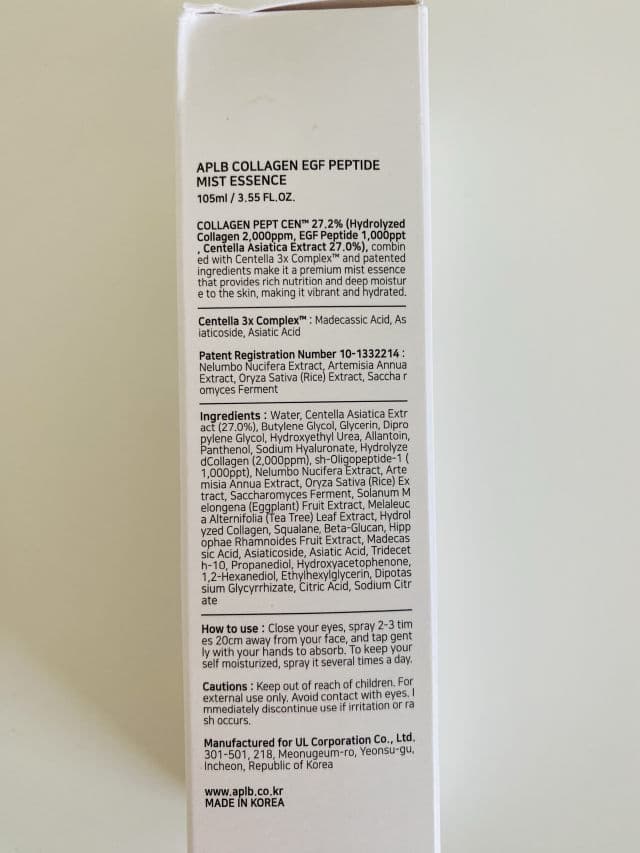 APLB COLLAGEN EGF PEPTIDE
MIST ESSENCE
105ml / 3.55 FL.OZ.
COLLAGEN PEPT CEN™ 27.2% (Hydrolyzed
Collagen 2,000ppm, EGF Peptide 1,000ppt
, Centella Asiatica Extract 27.0%), combin
ed with Centella 3x Complex™ and patented
ingredients make it a premium mist essence
that provides rich nutrition and deep moistur
e to the skin, making it vibrant and hydrated.
Centella 3x Complex™ : Madecassic Acid, As
iaticoside, Asiatic Acid
Patent Registration Number 10-1332214 :
Nelumbo Nucifera Extract, Artemisia Annua
Extract, Oryza Sativa (Rice) Extract, Saccha r
omyces Ferment
Ingredients : Water, Centella Asiatica Extr
act (27.0%), Butylene Glycol, Glycerin, Dipro
pylene Glycol, Hydroxyethyl Urea, Allantoin,
Panthenol, Sodium Hyaluronate, Hydrolyze
dCollagen (2,000ppm), sh-Oligopeptide-1 (
1,000ppt), Nelumbo Nucifera Extract, Arte
misia Annua Extract, Oryza Sativa (Rice) Ex
tract, Saccharomyces Ferment, Solanum M
elongena (Eggplant) Fruit Extract, Melaleuc
a Alternifolia (Tea Tree) Leaf Extract, Hydrol
yzed Collagen, Squalane, Beta-Glucan, Hipp
ophae Rhamnoides Fruit Extract, Madecas
sic Acid, Asiaticoside, Asiatic Acid, Tridecet
h-10, Propanediol, Hydroxyacetophenone,
1,2-Hexanediol, Ethylhexylglycerin, Dipotas
sium Glycyrrhizate, Citric Acid, Sodium Citr
ate
How to use : Close your eyes, spray 2-3 tim
es 20cm away from your face, and tap gent
ly with your hands to absorb. To keep your
self moisturized, spray it several times a day.
Cautions : Keep out of reach of children. For
external use only. Avoid contact with eyes. I
mmediately discontinue use if irritation or ra
sh occurs.
Manufactured for UL Corporation Co., Ltd.
301-501, 218, Meonugeum-ro, Yeonsu-gu,
Incheon, Republic of Korea
www.aplb.co.kr
MADE IN KOREA